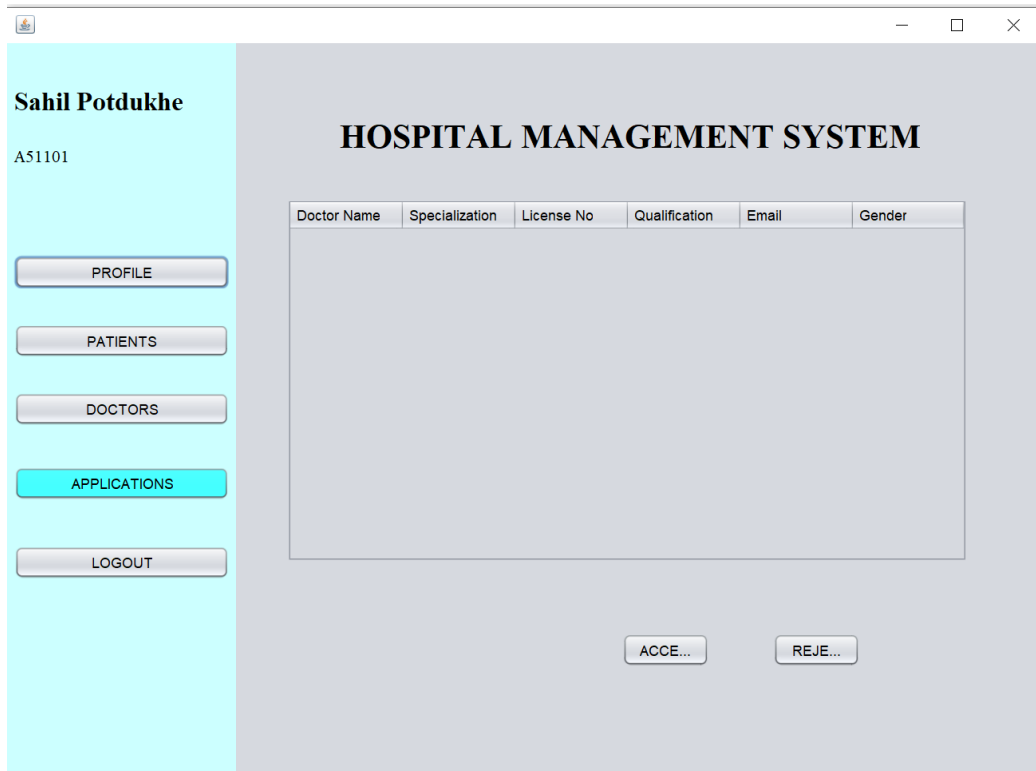 Sahil Potdukhe
A51101
HOSPITAL MANAGEMENT SYSTEM
Doctor Name Specialization License No Qualification Email Gender
PROFILE
PATIENTS
DOCTORS
APPLICATIONS
LOGOUT
ACCE... REJE...